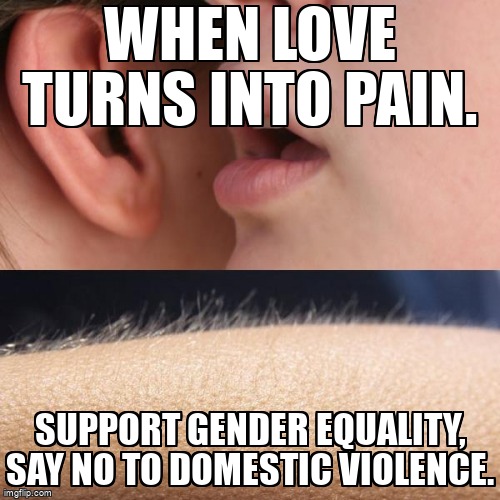 WHEN LOVE
TURNS INTO PAIN.
SUPPORT GENDER EQUALITY,
SAY NO TO DOMESTIC VIOLENCE.
imgflip.com